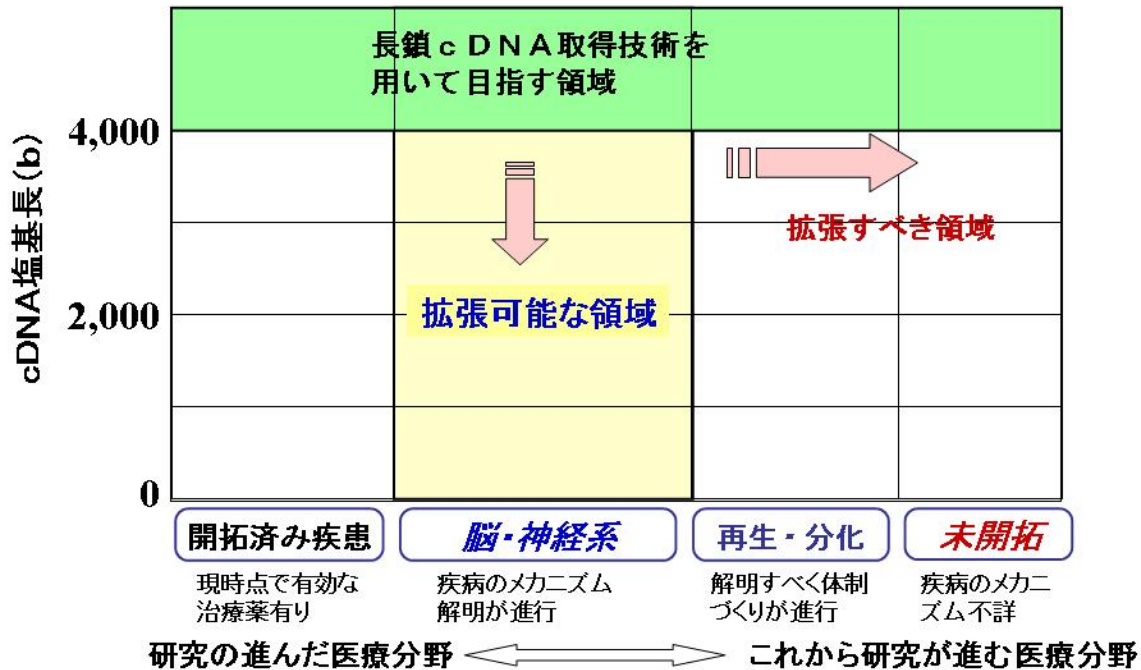 長鎖ｃＤＮＡ取得技術を
用いて目指す領域
4,000
拡張すべき領域
cDNA塩基長(b)
2,000
拡張可能な領域
0
開拓済み疾患
脳・神経系
再生・分化
未開拓
現時点で有効な
治療薬有り
疾病のメカニズム
解明が進行
解明すべく体制
づくりが進行
疾病のメカニ
ズム不詳
研究の進んだ医療分野
これから研究が進む医療分野